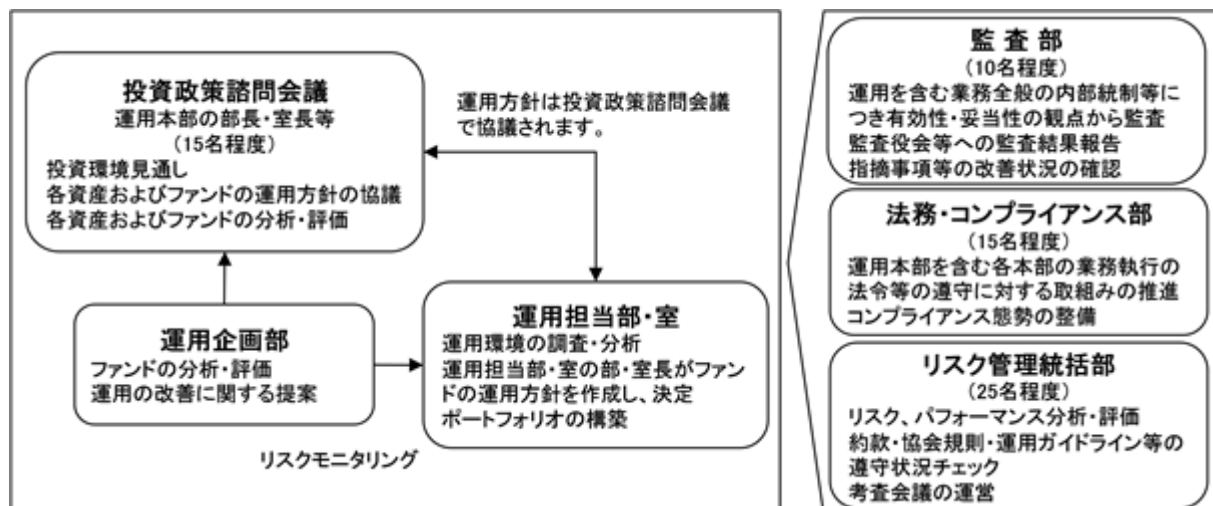 投資政策諮問会議
運用本部の部長・室長等
(15名程度)
投資環境見通し
各資産およびファンドの運用方針の協議
各資産およびファンドの分析・評価
運用方針は投資政策諮問会議
で協議されます。
運用企画部
ファンドの分析・評価
運用の改善に関する提案
運用担当部・室
運用環境の調査・分析
運用担当部・室の部・室長がファン
ドの運用方針を作成し、決定
ポートフォリオの構築
リスクモニタリング
監 査 部
(10名程度)
運用を含む業務全般の内部統制等に
つき有効性・妥当性の観点から監査
監査役会等への監査結果報告
指摘事項等の改善状況の確認
法務・コンプライアンス部
(15名程度)
運用本部を含む各本部の業務執行の
法令等の遵守に対する取組みの推進
コンプライアンス態勢の整備
リスク管理統括部
(25名程度)
リスク、パフォーマンス分析・評価
約款・協会規則・運用ガイドライン等の
遵守状況チェック
考査会議の運営